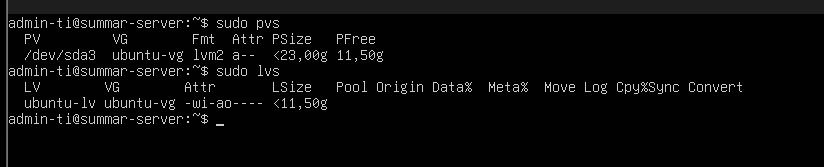 admin-ti@summar-server:~$ sudo pvs
  PV         VG        Fmt  Attr PSize   PFree
  /dev/sda3  ubuntu-vg lvm2 a--  <23,00g 11,50g
admin-ti@summar-server:~$ sudo lvs
  LV        VG        Attr       LSize   Pool Origin Data%  Meta%  Move Log Cpy%Sync Convert
  ubuntu-lv ubuntu-vg -wi-ao---- <11,50g
admin-ti@summar-server:~$ _